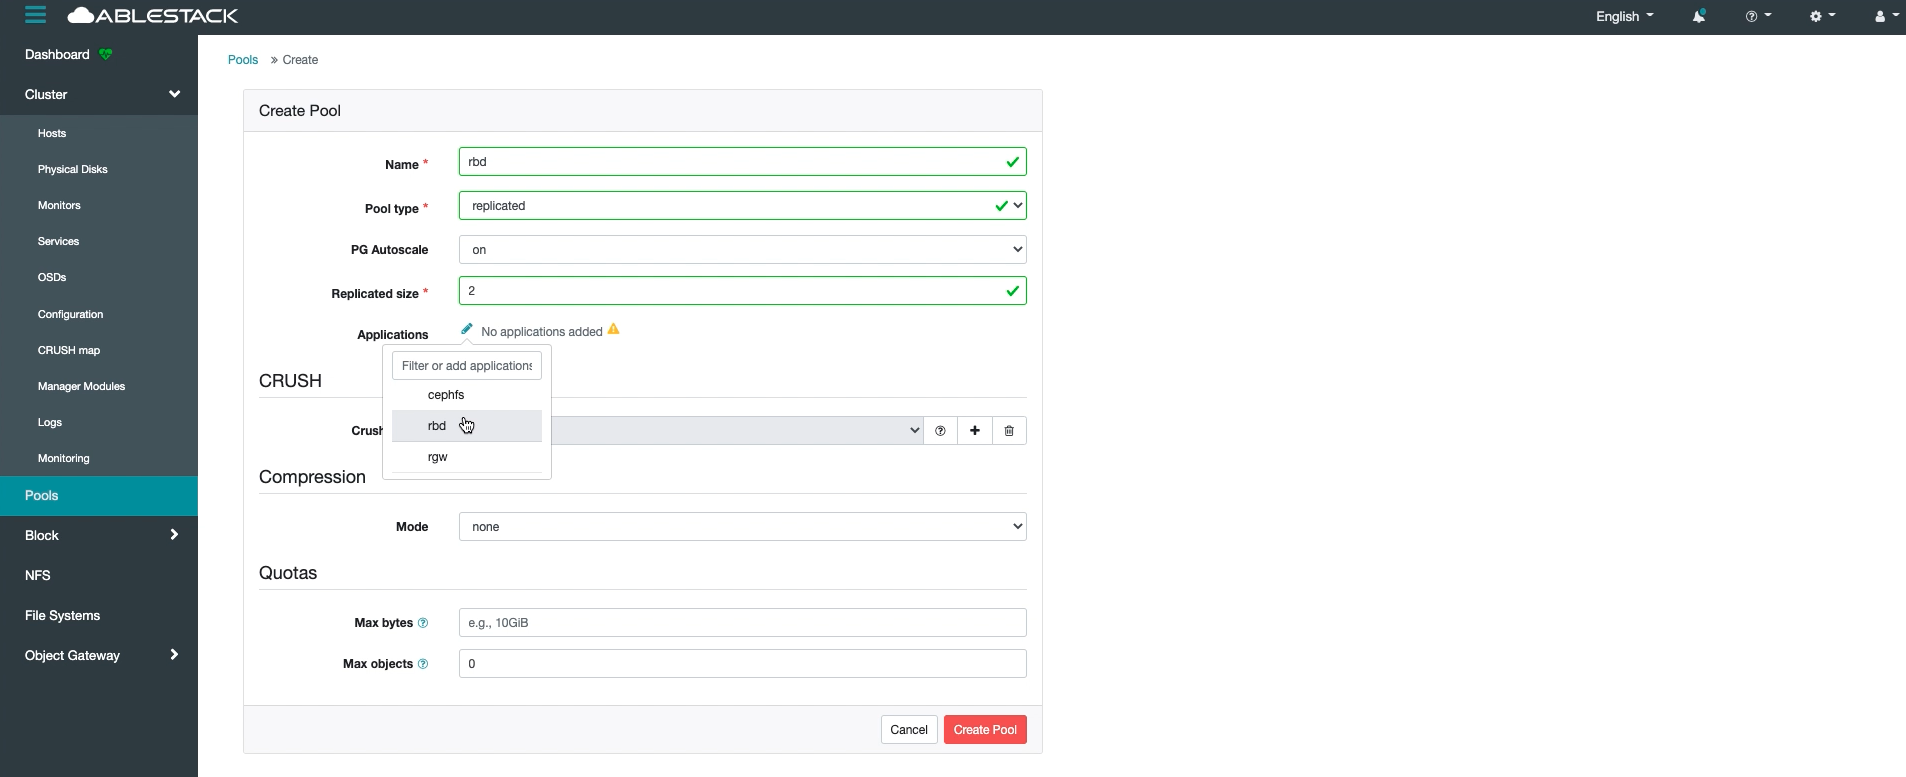 ABLESTACK
English
Dashboard
Cluster
Hosts
Physical Disks
Monitors
Services
OSDs
Configuration
CRUSH map
Manager Modules
Logs
Monitoring
Pools
Block
NFS
File Systems
Object Gateway
Pools » Create
Create Pool
Name * rbd
Pool type * replicated
PG Autoscale on
Replicated size * 2
Applications No applications added
Filter or add applications
cephfs
rbd
rgw
CRUSH
Crush
Compression
Mode none
Quotas
Max bytes e.g., 10GiB
Max objects 0
Cancel Create Pool